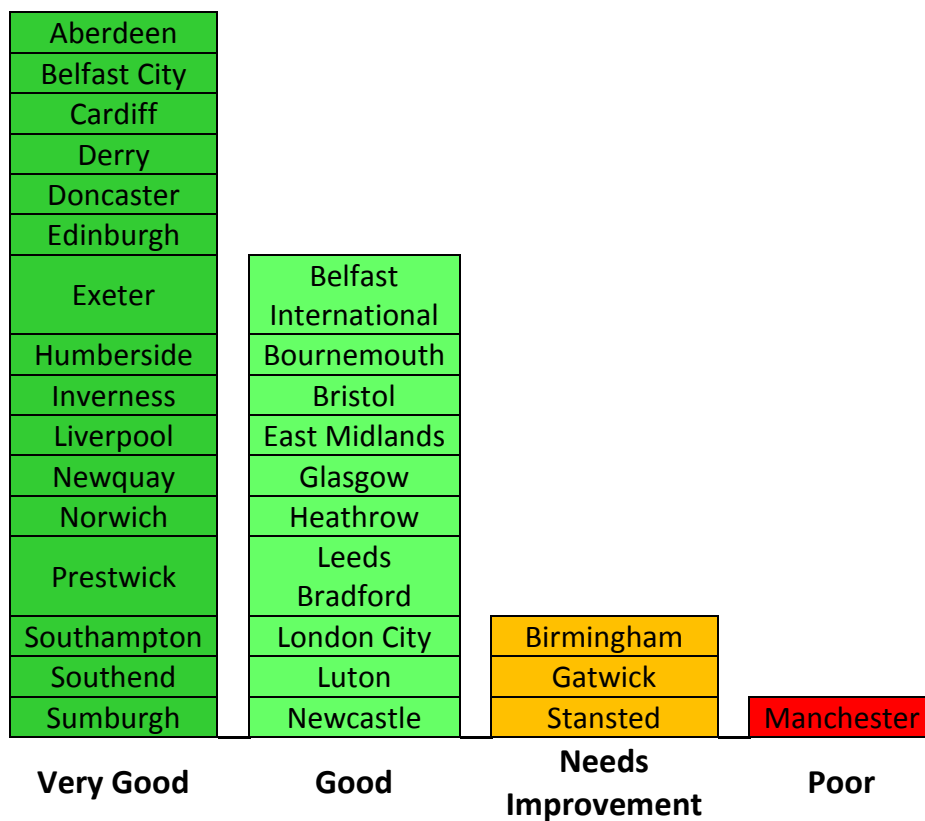 Aberdeen
Belfast City
Cardiff
Derry
Doncaster
Edinburgh
Exeter
Humberside
Inverness
Liverpool
Newquay
Norwich
Prestwick
Southampton
Southend
Sumburgh
Very Good
Belfast
International
Bournemouth
Bristol
East Midlands
Glasgow
Heathrow
Leeds
Bradford
London City
Luton
Newcastle
Good
Birmingham
Gatwick
Stansted
Needs
Improvement
Manchester
Poor